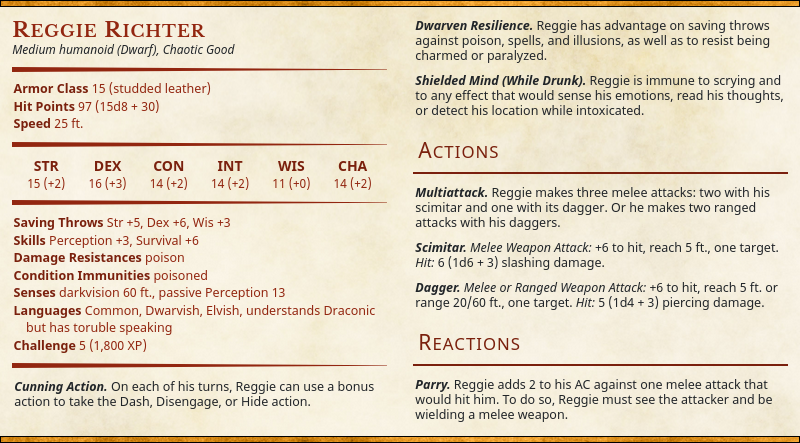 Reggie Richter
Medium humanoid (Dwarf), Chaotic Good
Armor Class 15 (studded leather)
Hit Points 97 (15d8 + 30)
Speed 25 ft.
STR DEX CON INT WIS CHA
15 (+2) 16 (+3) 14 (+2) 14 (+2) 11 (+0) 14 (+2)
Saving Throws Str +5, Dex +6, Wis +3
Skills Perception +3, Survival +6
Damage Resistances poison
Condition Immunities poisoned
Senses darkvision 60 ft., passive Perception 13
Languages Common, Dwarvish, Elvish, understands Draconic
but has toruble speaking
Challenge 5 (1,800 XP)
Cunning Action. On each of his turns, Reggie can use a bonus
action to take the Dash, Disengage, or Hide action.
Dwarven Resilience. Reggie has advantage on saving throws
against poison, spells, and illusions, as well as to resist being
charmed or paralyzed.
Shielded Mind (While Drunk). Reggie is immune to scrying and
to any effect that would sense his emotions, read his thoughts,
or detect his location while intoxicated.
Actions
Multiattack. Reggie makes three melee attacks: two with his
scimitar and one with its dagger. Or he makes two ranged
attacks with his daggers.
Scimitar. Melee Weapon Attack: +6 to hit, reach 5 ft., one target.
Hit: 6 (1d6 + 3) slashing damage.
Dagger. Melee or Ranged Weapon Attack: +6 to hit, reach 5 ft. or
range 20/60 ft., one target. Hit: 5 (1d4 + 3) piercing damage.
Reactions
Parry. Reggie adds 2 to his AC against one melee attack that
would hit him. To do so, Reggie must see the attacker and be
wielding a melee weapon.